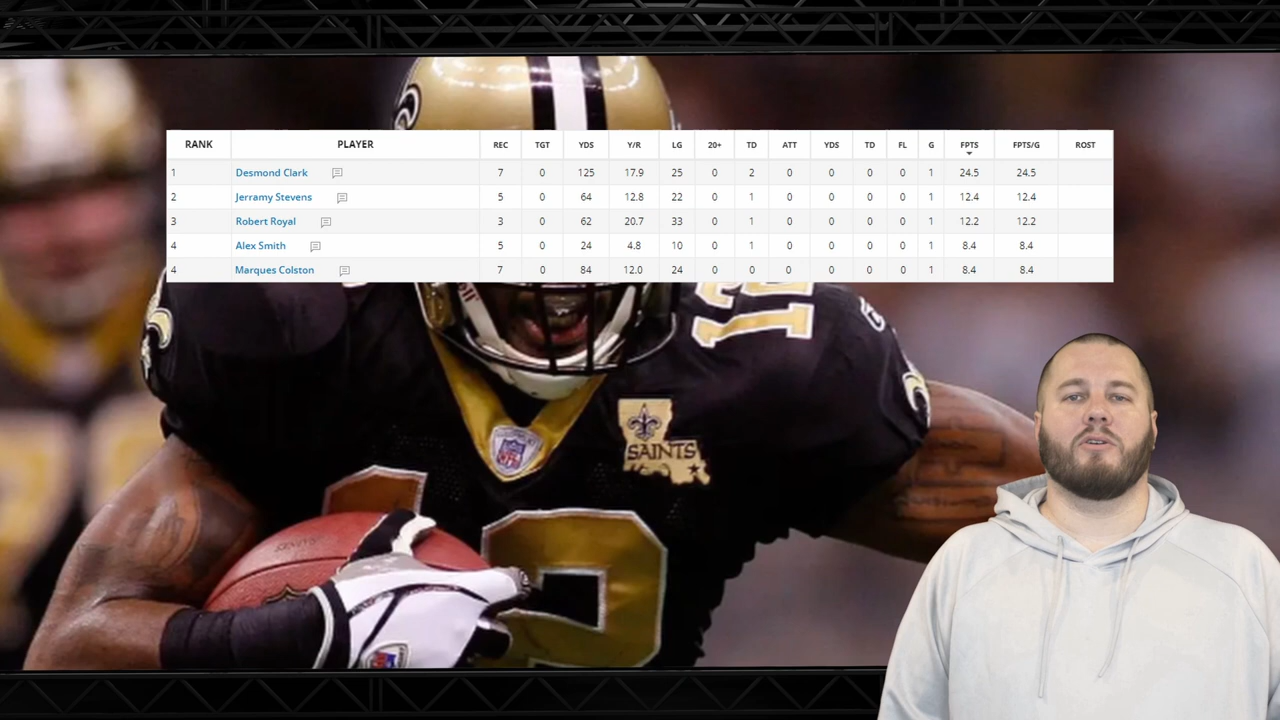 RANK PLAYER REC TGT YDS Y/R LG 20+ TD ATT YDS TD FL G FPTS FPTS/G ROST
1 Desmond Clark 7 0 125 17.9 25 0 2 0 0 0 0 1 24.5 24.5
2 Jerramy Stevens 5 0 64 12.8 22 0 1 0 0 0 0 1 12.4 12.4
3 Robert Royal 3 0 62 20.7 33 0 1 0 0 0 0 1 12.2 12.2
4 Alex Smith 5 0 24 4.8 10 0 1 0 0 0 0 1 8.4 8.4
4 Marques Colston 7 0 84 12.0 24 0 0 0 0 0 0 1 8.4 8.4
12
SAINTS
NFL